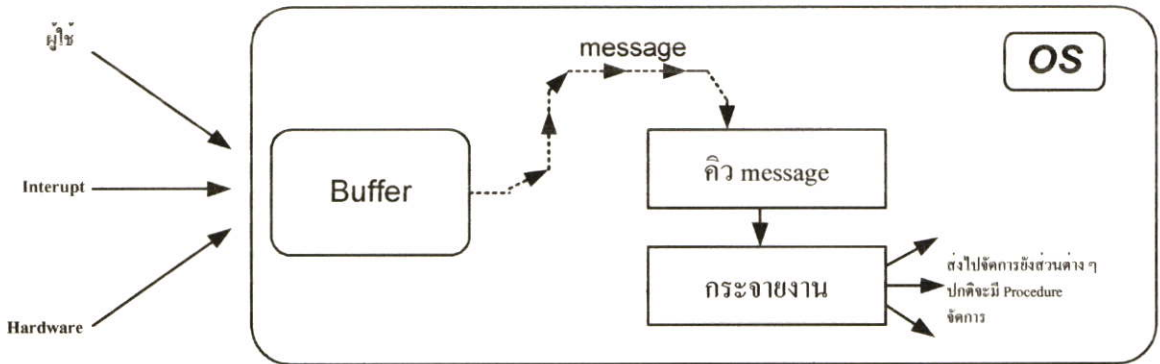 ผู้ใช้
message
OS
Interupt
Buffer
คิว message
กระจายงาน
ส่งไปจัดการยังส่วนต่าง ๆ
ปกติจะมี Procedure
จัดการ
Hardware